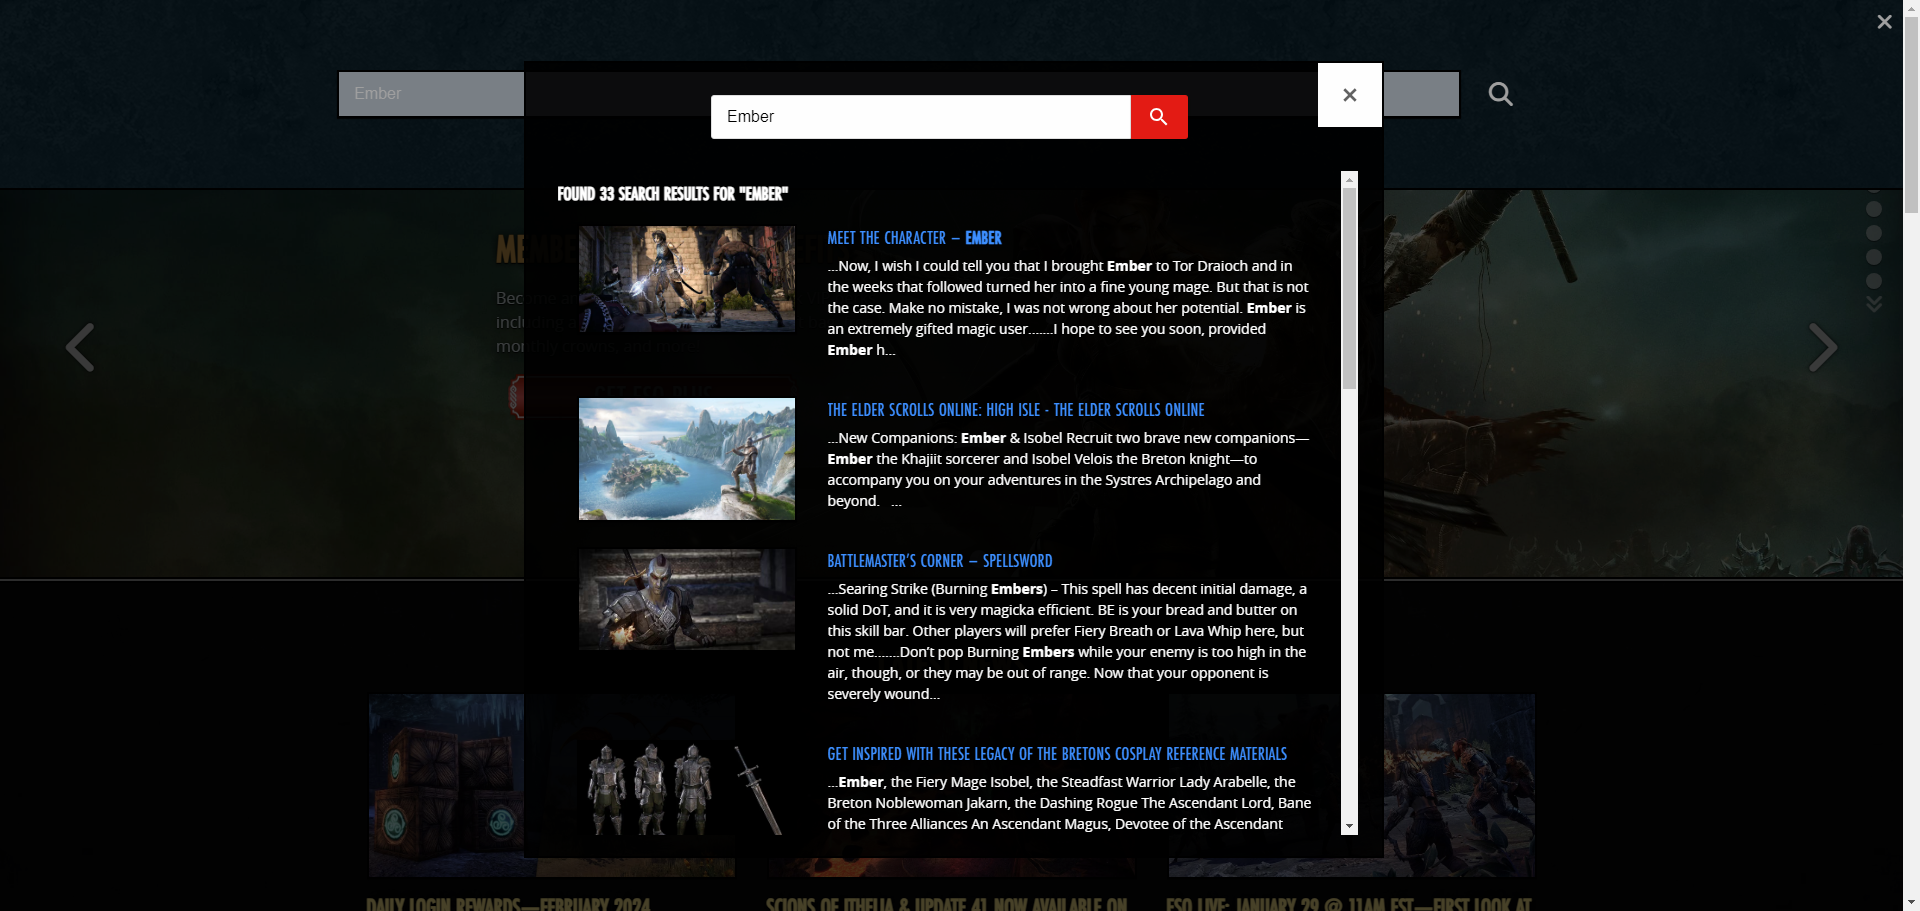 Ember
Ember
FOUND 33 SEARCH RESULTS FOR "EMBER"
MEET THE CHARACTER – EMBER
...Now, I wish I could tell you that I brought Ember to Tor Draioch and in
the weeks that followed turned her into a fine young mage. But that is not
the case. Make no mistake, I was not wrong about her potential. Ember is
an extremely gifted magic user.......I hope to see you soon, provided
Ember h...
THE ELDER SCROLLS ONLINE: HIGH ISLE - THE ELDER SCROLLS ONLINE
...New Companions: Ember & Isobel Recruit two brave new companions—
Ember the Khajiit sorcerer and Isobel Velois the Breton knight—to
accompany you on your adventures in the Systres Archipelago and
beyond. ...
BATTLEMASTER’S CORNER – SPELLSWORD
...Searing Strike (Burning Embers) – This spell has decent initial damage, a
solid DoT, and it is very magicka efficient. BE is your bread and butter on
this skill bar. Other players will prefer Fiery Breath or Lava Whip here, but
not me.......Don’t pop Burning Embers while your enemy is too high in the
air, though, or they may be out of range. Now that your opponent is
severely wound...
GET INSPIRED WITH THESE LEGACY OF THE BRETONS COSPLAY REFERENCE MATERIALS
...Ember, the Fiery Mage Isobel, the Steadfast Warrior Lady Arabelle, the
Breton Noblewoman Jakarn, the Dashing Rogue The Ascendant Lord, Bane
of the Three Alliances An Ascendant Magus, Devotee of the Ascendant
monthly crowns, and more
GET ESO PLUS
DAILY LOGIN REWARDS—FEBRUARY 2024
SCIONS OF ITHELIA & UPDATE 41 NOW AVAILABLE ON
ESO LIVE: JANUARY 29 @ 11AM EST—FIRST LOOK AT